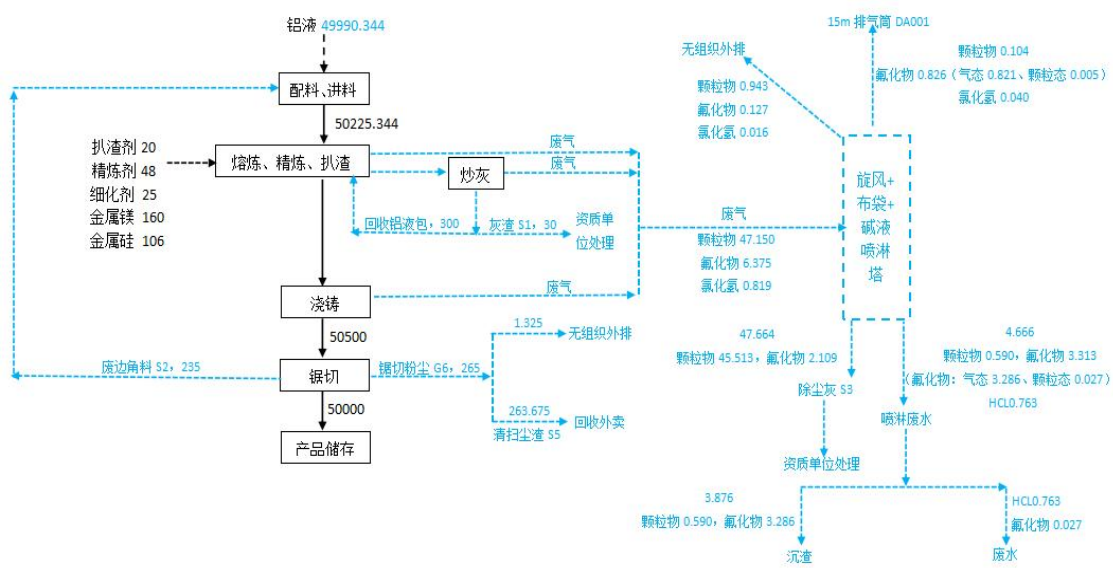 铝液 49990.344
15m 排气筒 DA001
无组织外排
颗粒物 0.104
氟化物 0.826（气态 0.821、颗粒态 0.005）
氯化氢 0.040
颗粒物 0.943
氟化物 0.127
氯化氢 0.016
配料、进料
50225.344
扒渣剂 20
精炼剂 48
细化剂 25
金属镁 160
金属硅 106
熔炼、精炼、扒渣
废气
废气
炒灰
旋风+
布袋+
碱液
喷淋
塔
回收铝液包，300
灰渣 S1，30
资质单
位处理
废气
颗粒物 47.150
氟化物 6.375
氯化氢 0.819
浇铸
废气
50500
1.325
无组织外排
47.664
颗粒物 45.513，氟化物 2.109
4.666
颗粒物 0.590，氟化物 3.313
（氟化物：气态 3.286、颗粒态 0.027）
HCL0.763
废边角料 S2，235
锯切
锯切粉尘 G6，265
除尘灰 S3
喷淋废水
50000
263.675
清扫尘渣 S5
回收外卖
产品储存
资质单位处理
3.876
颗粒物 0.590，氟化物 3.286
HCL0.763
氟化物 0.027
沉渣
废水